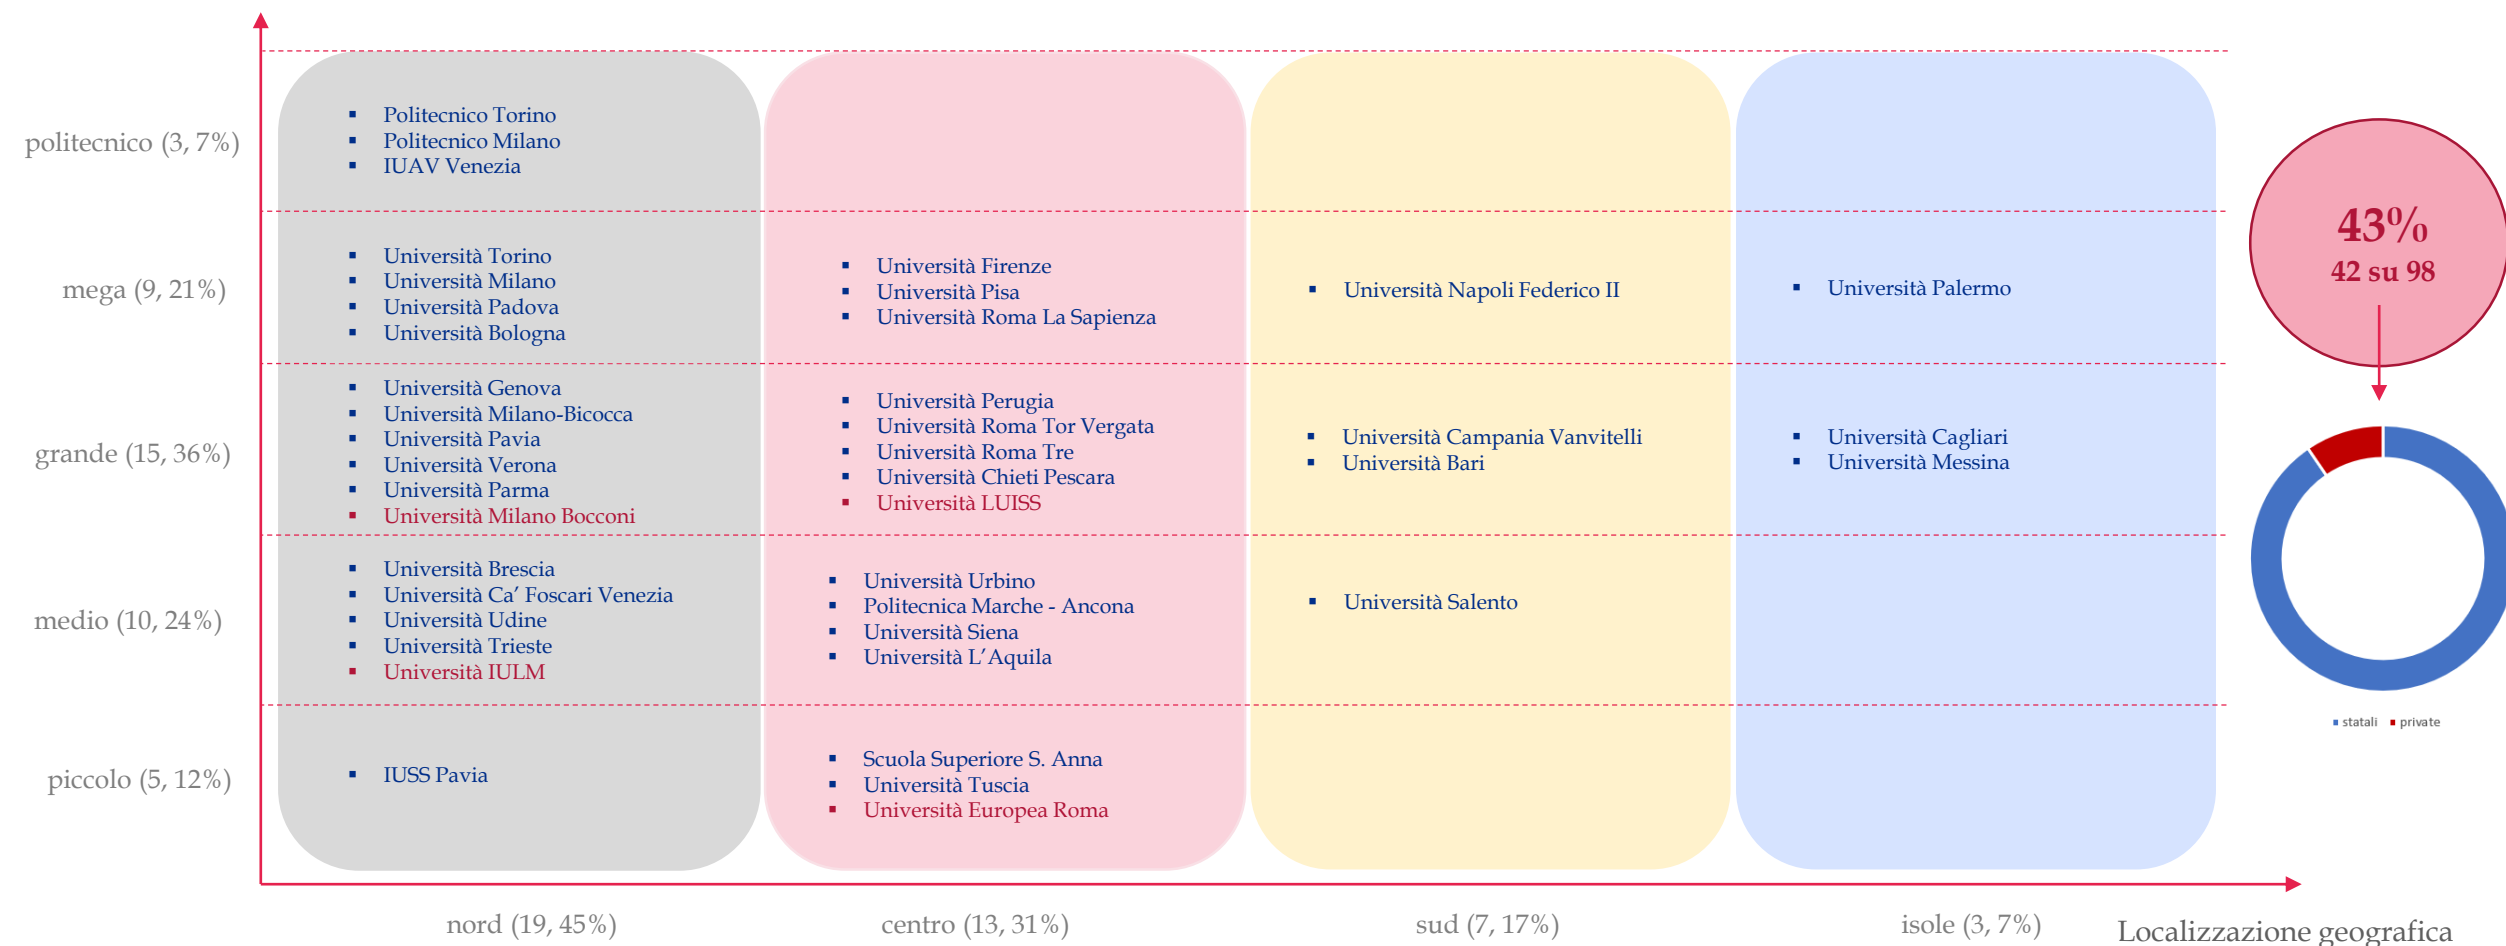 politecnico (3, 7%)
▪ Politecnico Torino
▪ Politecnico Milano
▪ IUAV Venezia
mega (9, 21%)
▪ Università Torino
▪ Università Milano
▪ Università Padova
▪ Università Bologna
▪ Università Firenze
▪ Università Pisa
▪ Università Roma La Sapienza
▪ Università Napoli Federico II
▪ Università Palermo
grande (15, 36%)
▪ Università Genova
▪ Università Milano-Bicocca
▪ Università Pavia
▪ Università Verona
▪ Università Parma
▪ Università Milano Bocconi
▪ Università Perugia
▪ Università Roma Tor Vergata
▪ Università Roma Tre
▪ Università Chieti Pescara
▪ Università LUISS
▪ Università Campania Vanvitelli
▪ Università Bari
▪ Università Cagliari
▪ Università Messina
medio (10, 24%)
▪ Università Brescia
▪ Università Ca’ Foscari Venezia
▪ Università Udine
▪ Università Trieste
▪ Università IULM
▪ Università Urbino
▪ Politecnica Marche - Ancona
▪ Università Siena
▪ Università L’Aquila
▪ Università Salento
piccolo (5, 12%)
▪ IUSS Pavia
▪ Scuola Superiore S. Anna
▪ Università Tuscia
▪ Università Europea Roma
nord (19, 45%)
centro (13, 31%)
sud (7, 17%)
isole (3, 7%)
Localizzazione geografica
43%
42 su 98
▪ statali ▪ private